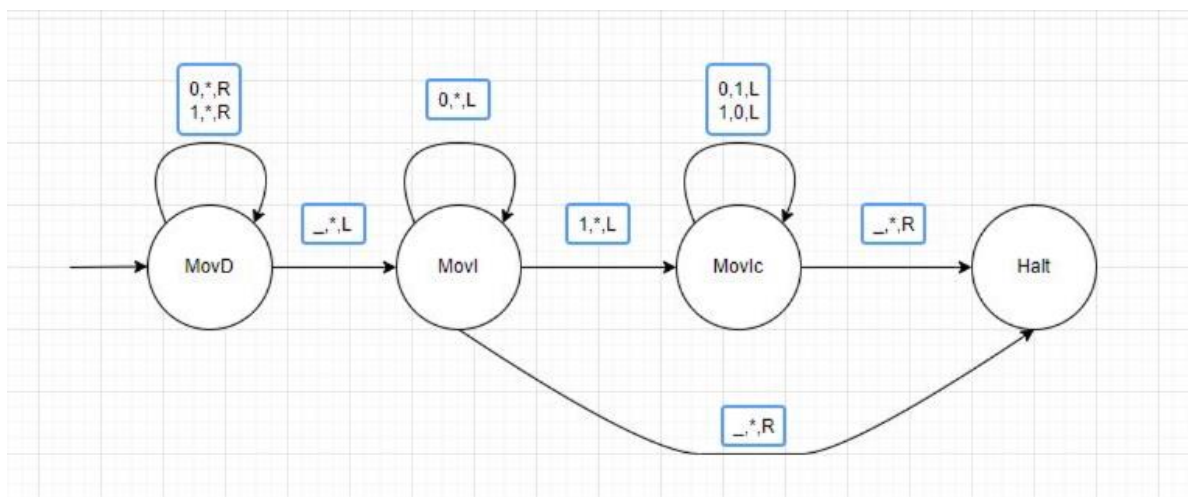 0,*,R
1,*,R
0,*,L
0,1,L
1,0,L
_,*,L
1,*,L
_,*,R
MovD
MovI
MovIc
Halt
_,*,R